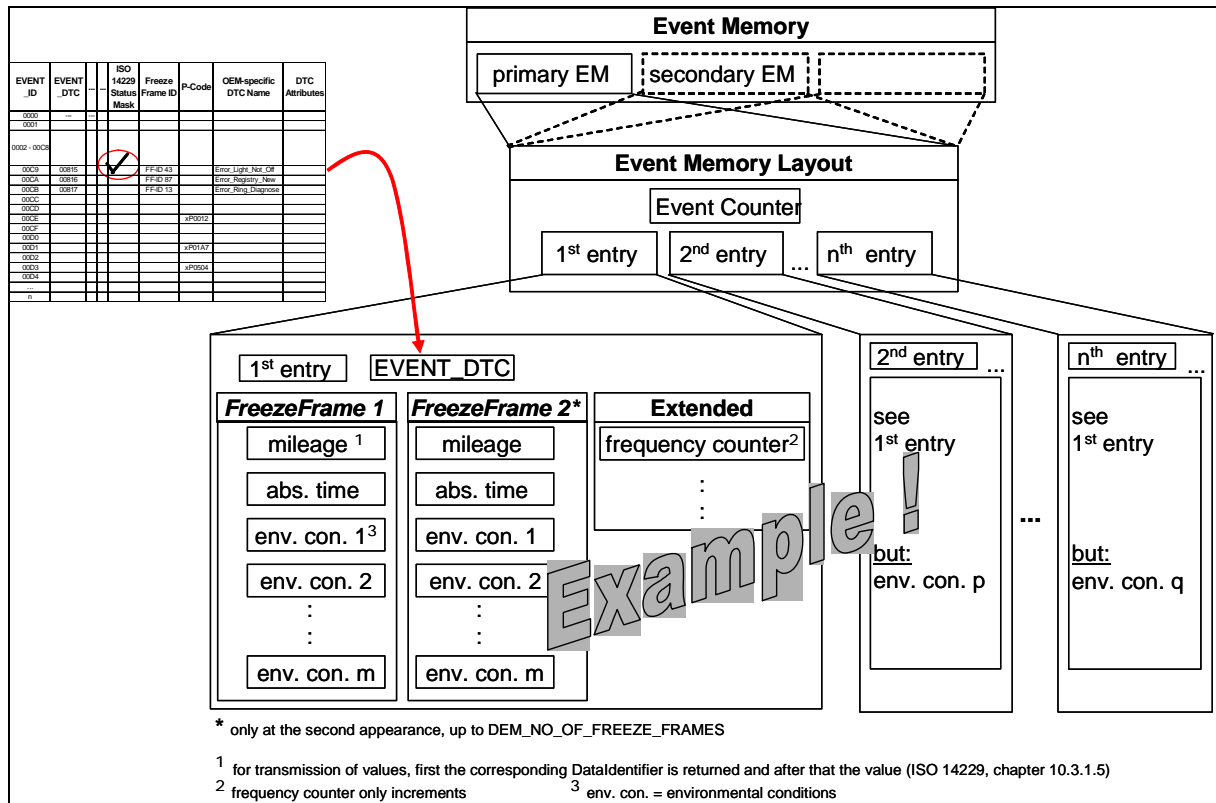 Event Memory
primary EM
secondary EM
Event Memory Layout
Event Counter
1st entry
2nd entry
...
nth entry
EVENT _ID EVENT _DTC ... ... ISO 14229 Status Mask Freeze Frame ID P-Code OEM-specific DTC Name DTC Attributes
0000 --- ---
0001
0002 - 00C8
00C9 00815 FF-ID 43 Error_Light_Not_Off
00CA 00816 FF-ID 87 Error_Registry_New
00CB 00817 FF-ID 13 Error_Ring_Diagnose
00CC
00CD
00CE xP0012
00CF
00D0
00D1 xP01A7
00D2
00D3 xP0504
00D4
...
n
1st entry
EVENT_DTC
FreezeFrame 1
mileage 1
abs. time
env. con. 1 3
env. con. 2
:
:
env. con. m
FreezeFrame 2*
mileage
abs. time
env. con. 1
env. con. 2
:
:
env. con. m
Extended
frequency counter2
:
:
Example !
2nd entry
...
see
1st entry
but:
env. con. p
...
nth entry
...
see
1st entry
but:
env. con. q
* only at the second appearance, up to DEM_NO_OF_FREEZE_FRAMES
1 for transmission of values, first the corresponding DataIdentifier is returned and after that the value (ISO 14229, chapter 10.3.1.5)
2 frequency counter only increments
3 env. con. = environmental conditions